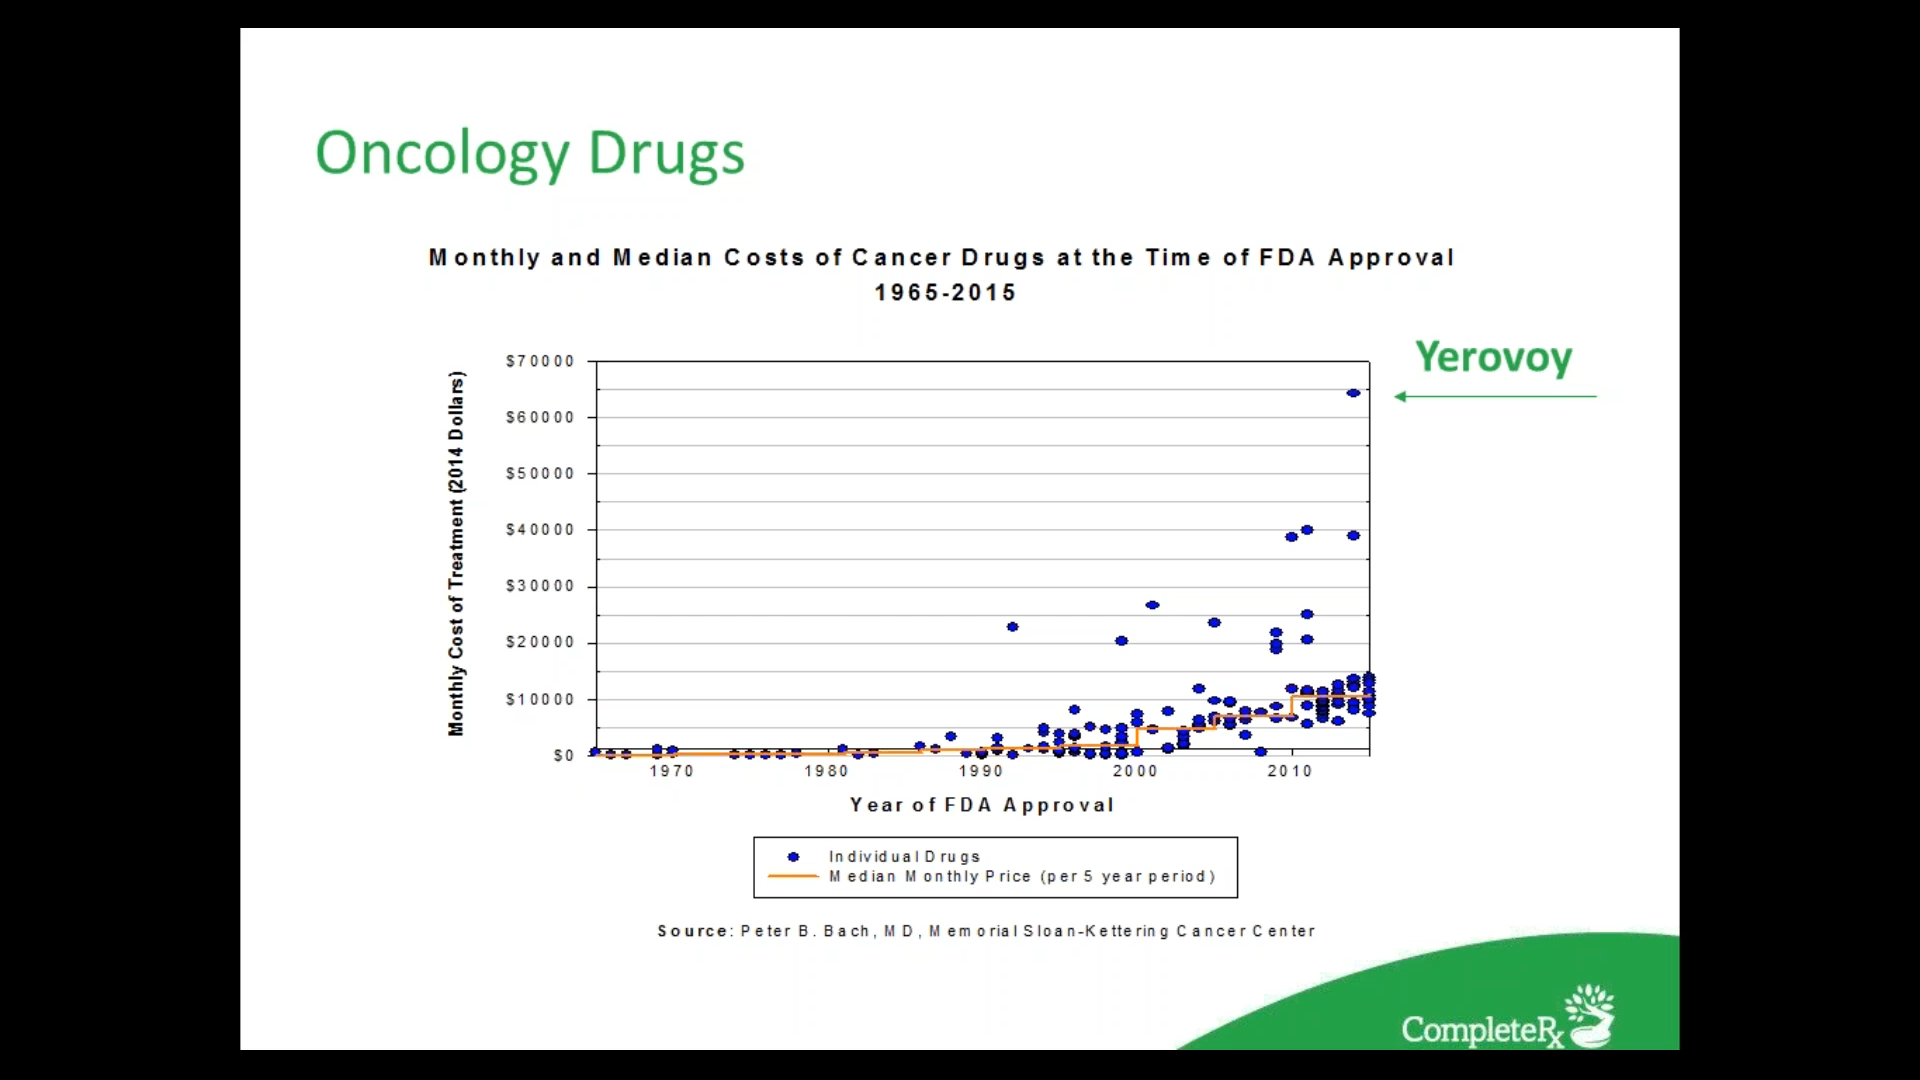 Oncology Drugs
Monthly and Median Costs of Cancer Drugs at the Time of FDA Approval
1965-2015
Yerovoy
Monthly Cost of Treatment (2014 Dollars)
$70000
$60000
$50000
$40000
$30000
$20000
$10000
$0
1970 1980 1990 2000 2010
Year of FDA Approval
Individual Drugs
Median Monthly Price (per 5 year period)
Source: Peter B. Bach, MD, Memorial Sloan-Kettering Cancer Center
CompleteRx